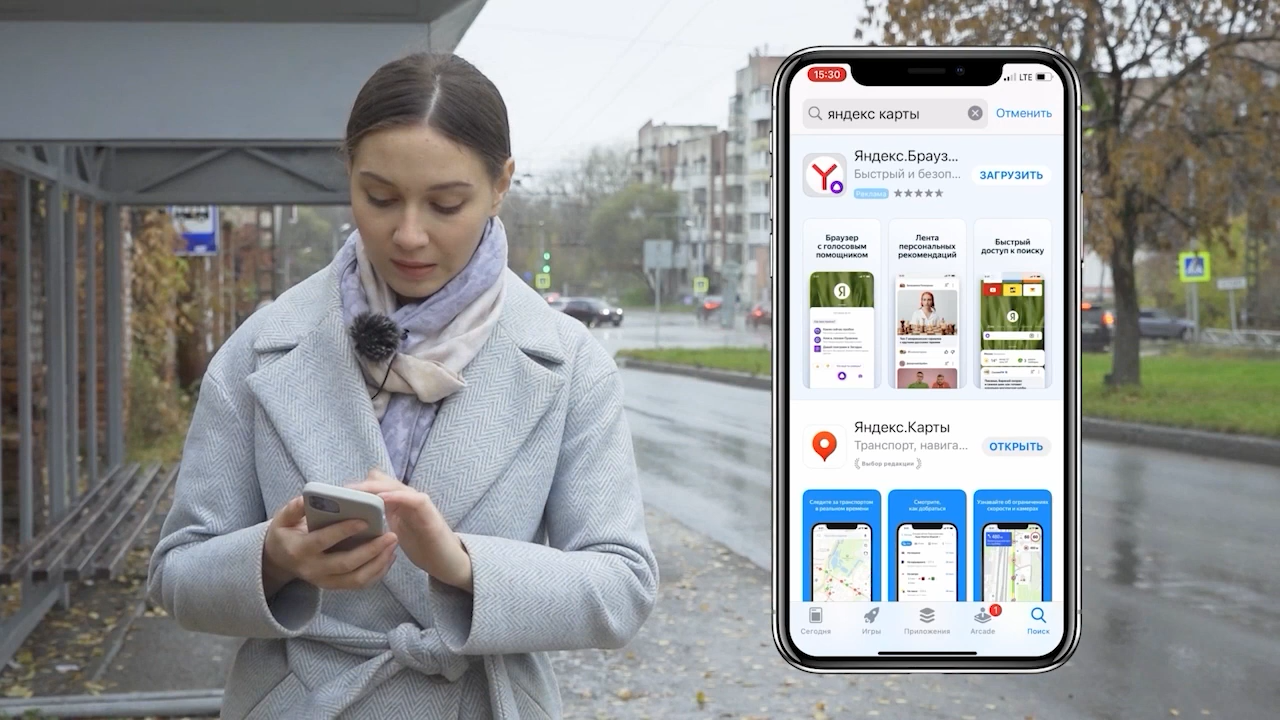 15:30
LTE
яндекс карты
Отменить
Яндекс.Брауз...
Быстрый и безоп...
ЗАГРУЗИТЬ
Реклама
Браузер
с голосовым
помощником
Лента
персональных
рекомендаций
Быстрый
доступ к поиску
Я
Я
Яндекс.Карты
Транспорт, навига...
ОТКРЫТЬ
Выбор редакции
Следите за транспортом
в реальном времени
Смотрите,
как добраться
Узнавайте об ограничениях
скорости и камерах
Сегодня
Игры
Приложения
Arcade
1
Поиск